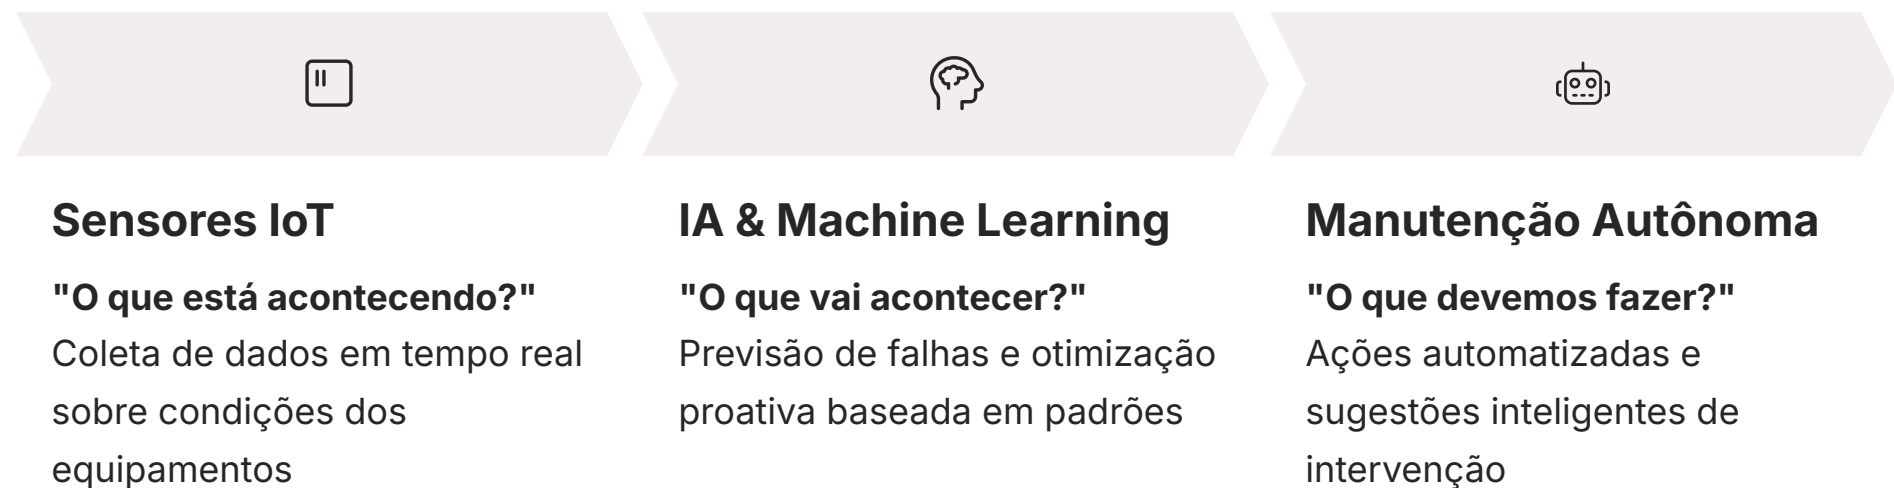 Sensores IoT
"O que está acontecendo?"
Coleta de dados em tempo real
sobre condições dos
equipamentos
IA & Machine Learning
"O que vai acontecer?"
Previsão de falhas e otimização
proativa baseada em padrões
Manutenção Autônoma
"O que devemos fazer?"
Ações automatizadas e
sugestões inteligentes de
intervenção